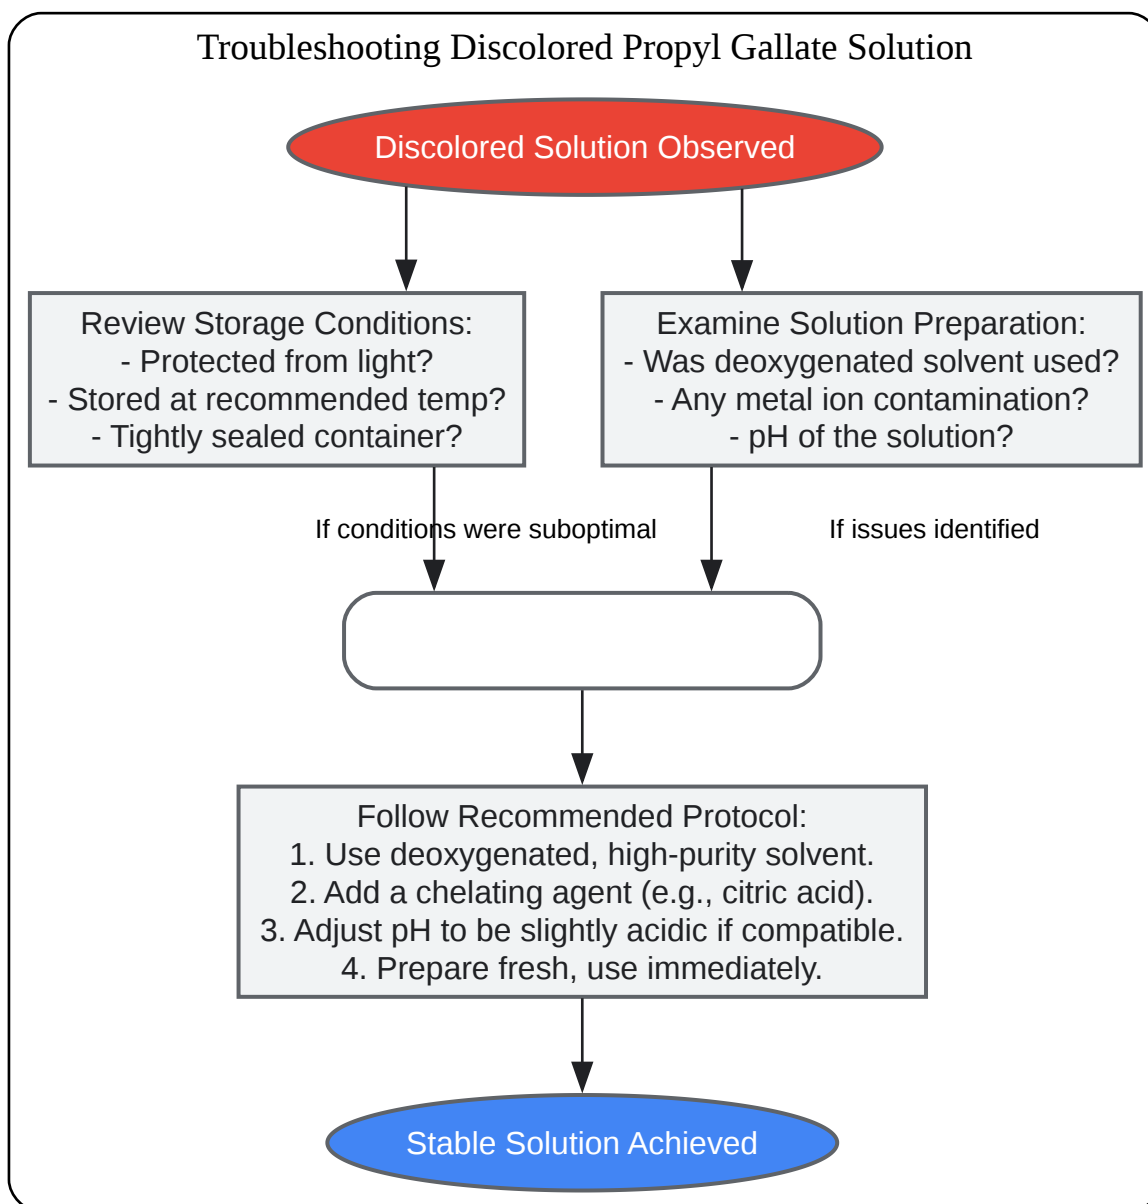 Troubleshooting Discolored Propyl Gallate Solution
Discolored Solution Observed
Review Storage Conditions:
- Protected from light?
- Stored at recommended temp?
- Tightly sealed container?
Examine Solution Preparation:
- Was deoxygenated solvent used?
- Any metal ion contamination?
- pH of the solution?
If conditions were suboptimal
If issues identified
Follow Recommended Protocol:
1. Use deoxygenated, high-purity solvent.
2. Add a chelating agent (e.g., citric acid).
3. Adjust pH to be slightly acidic if compatible.
4. Prepare fresh, use immediately.
Stable Solution Achieved